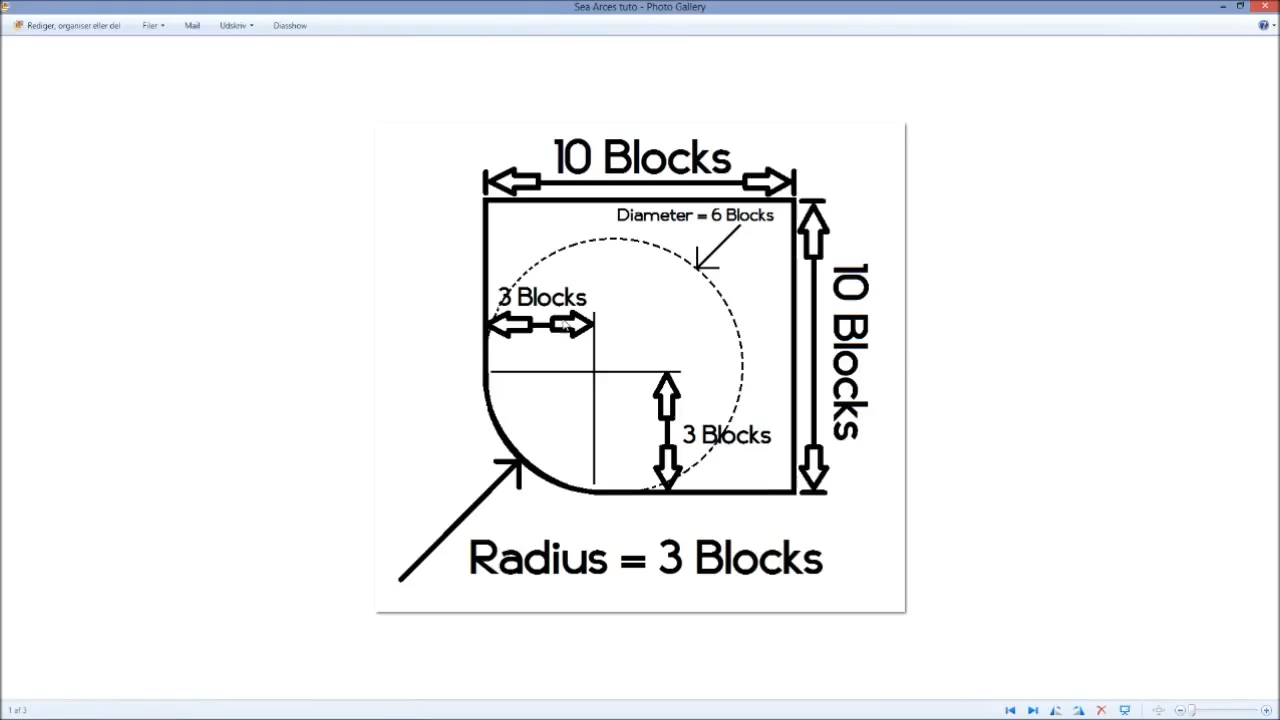 Sea Arces tuto - Photo Gallery
Rediger, organiser eller del Filer Mail Udskriv Diasshow
10 Blocks
Diameter = 6 Blocks
10 Blocks
3 Blocks
3 Blocks
Radius = 3 Blocks
1 af 3